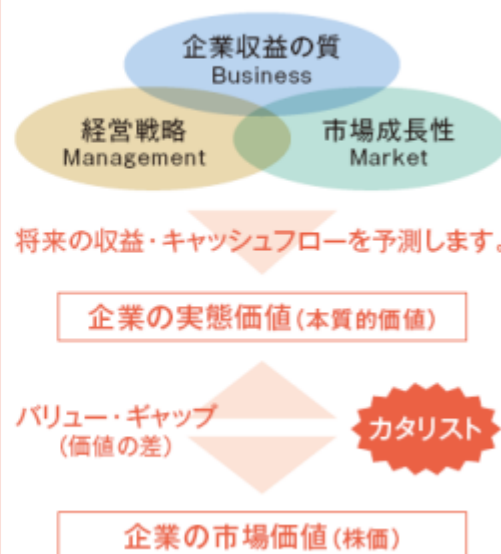 企業収益の質
Business
経営戦略
Management
市場成長性
Market
将来の収益・キャッシュフローを予測します。
企業の実態価値(本質的価値)
バリュー・ギャップ
(価値の差)
カタリスト
企業の市場価値(株価)